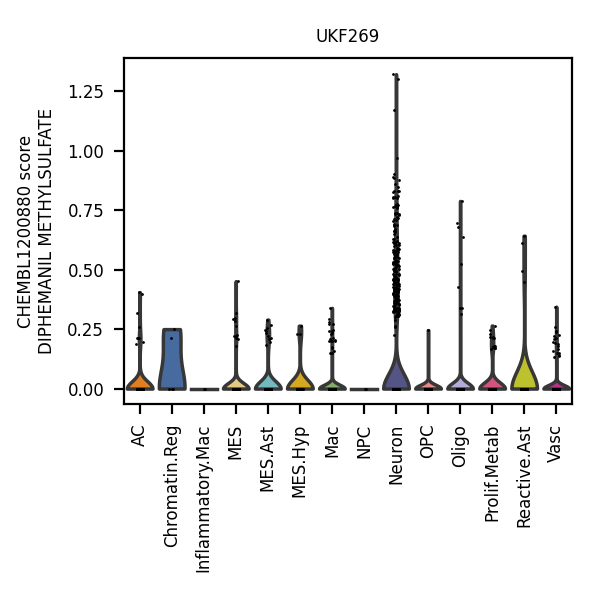 UKF269
CHEMBL1200880 score
DIPHEMANIL METHYLSULFATE
1.25
1.00
0.75
0.50
0.25
0.00
AC
Chromatin.Reg
Inflammatory.Mac
MES
MES.Ast
MES.Hyp
Mac
NPC
Neuron
OPC
Oligo
Prolif.Metab
Reactive.Ast
Vasc